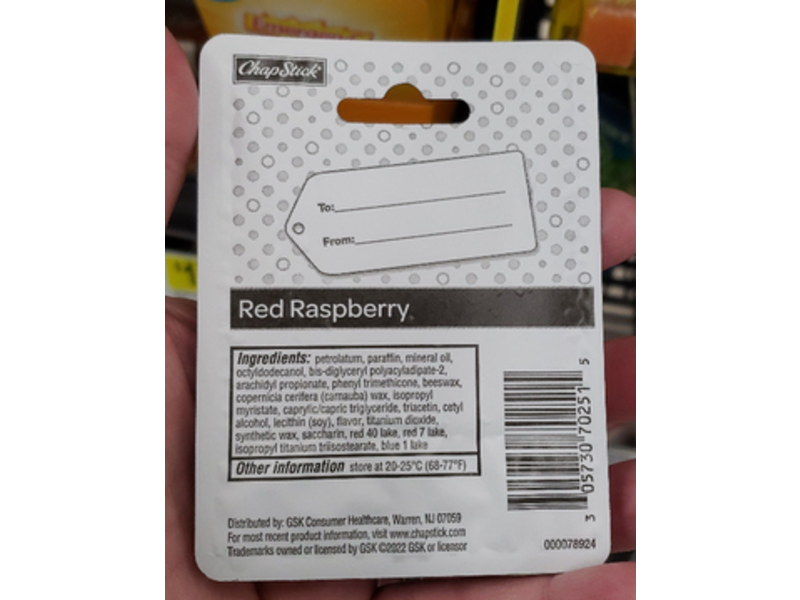 ChapStick
To:
From:
Red Raspberry
Ingredients: petrolatum, paraffin, mineral oil,
octyldodecanol, bis-diglyceryl polyacyladipate-2,
arachidyl propionate, phenyl trimethicone, beeswax,
copernicia cerifera (carnauba) wax, isopropyl
myristate, caprylic/capric triglyceride, triacetin, cetyl
alcohol, lecithin (soy), flavor, titanium dioxide,
synthetic wax, saccharin, red 40 lake, red 7 lake,
isopropyl titanium triisostearate, blue 1 lake
Other information store at 20-25°C (68-77°F)
Distributed by: GSK Consumer Healthcare, Warren, NJ 07059
For most recent product information, visit www.chapstick.com
Trademarks owned or licensed by GSK ©2022 GSK or licensor
3 05730 70251 5
000078924